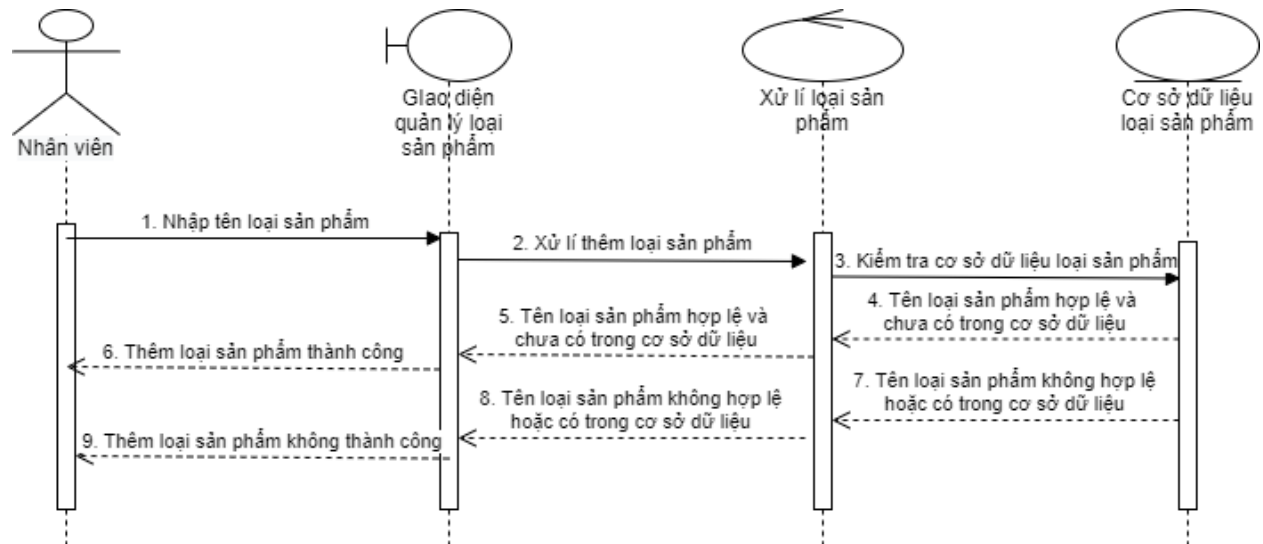 Nhân viên
GIao diện
quản lý loại
sản phẩm
Xử lí loại sản
phẩm
Cơ sở dữ liệu
loại sản phẩm
1. Nhập tên loại sản phẩm
2. Xử lí thêm loại sản phẩm
3. Kiểm tra cơ sở dữ liệu loại sản phẩm
4. Tên loại sản phẩm hợp lệ và
chưa có trong cơ sở dữ liệu
5. Tên loại sản phẩm hợp lệ và
chưa có trong cơ sở dữ liệu
6. Thêm loại sản phẩm thành công
7. Tên loại sản phẩm không hợp lệ
hoặc có trong cơ sở dữ liệu
8. Tên loại sản phẩm không hợp lệ
hoặc có trong cơ sở dữ liệu
9. Thêm loại sản phẩm không thành công